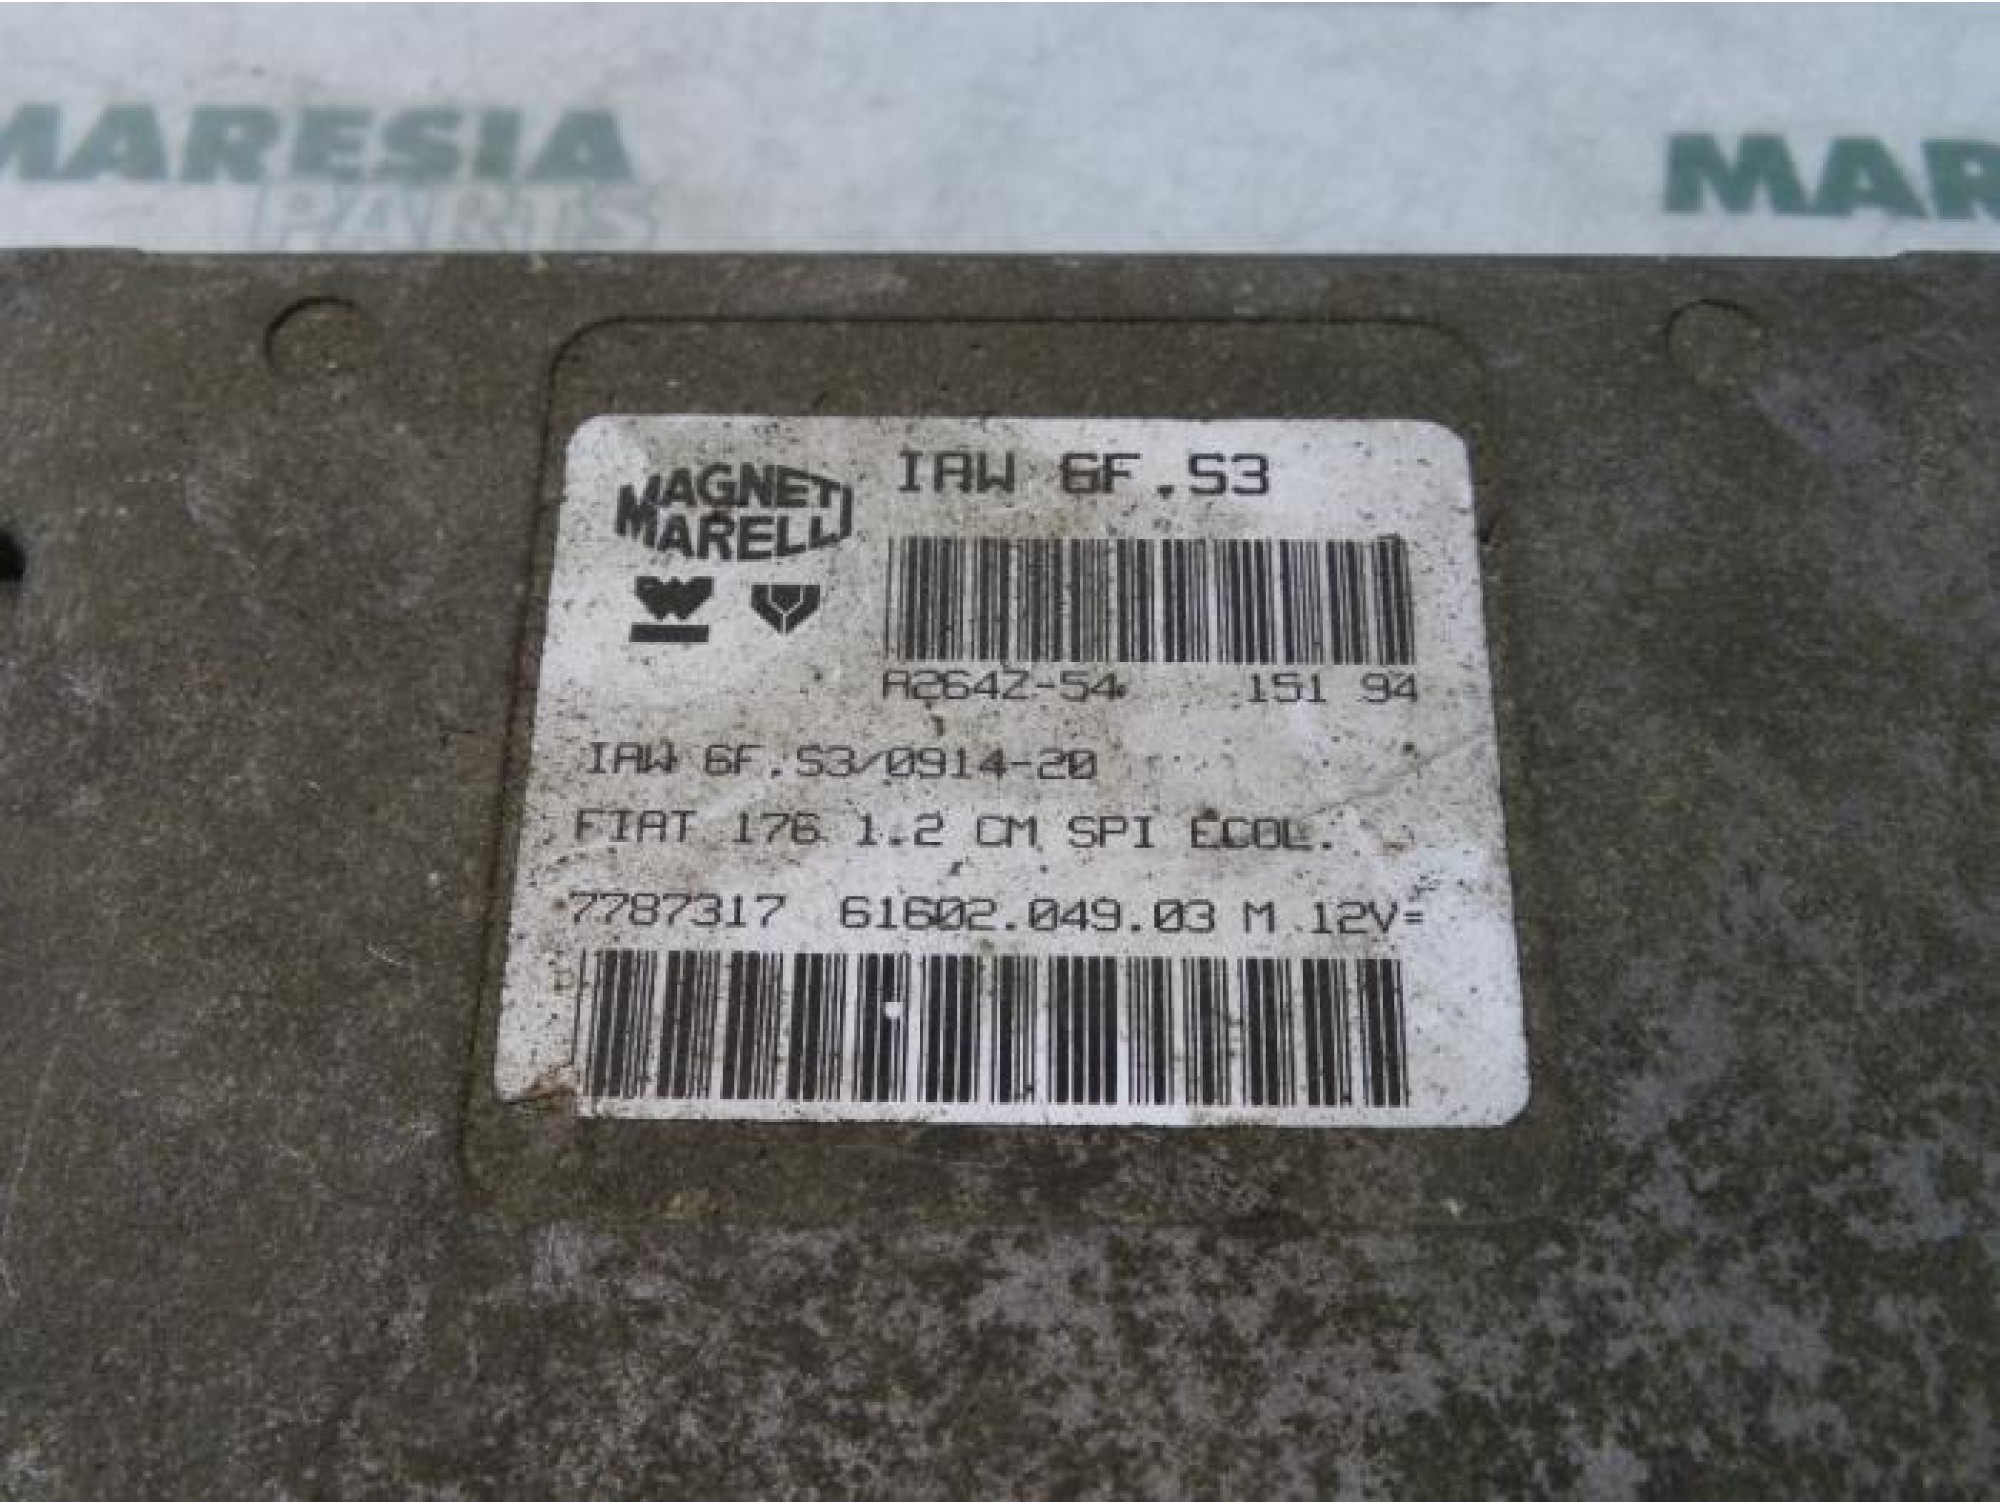 MARESIA
PARTS
MAR
MAGNETI
MARELLI
IAW 6F.S3
A264Z-54 151 94
IAW 6F.S3/0914-20
FIAT 176 1.2 CM SPI ECOL.
7787317 61602.049.03 M 12V=